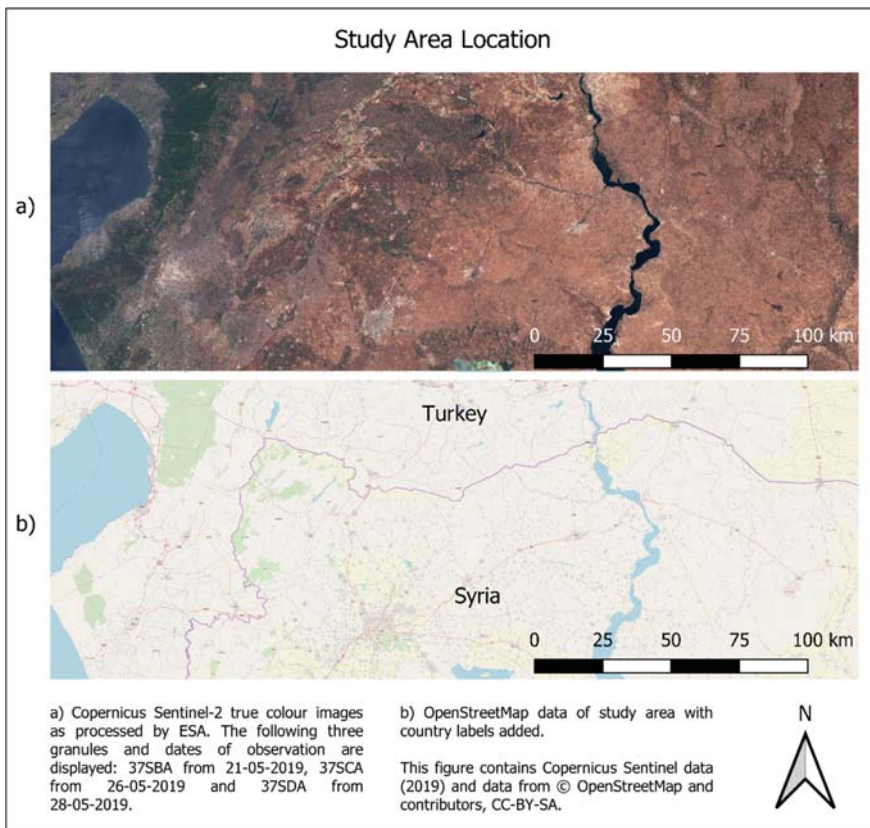 Study Area Location
a)
0 25 50 75 100 km
Turkey
b)
Syria
0 25 50 75 100 km
a) Copernicus Sentinel-2 true colour images
as processed by ESA. The following three
granules and dates of observation are
displayed: 37SBA from 21-05-2019, 37SCA
from 26-05-2019 and 37SDA from
28-05-2019.
b) OpenStreetMap data of study area with
country labels added.
This figure contains Copernicus Sentinel data
(2019) and data from © OpenStreetMap and
contributors, CC-BY-SA.
N